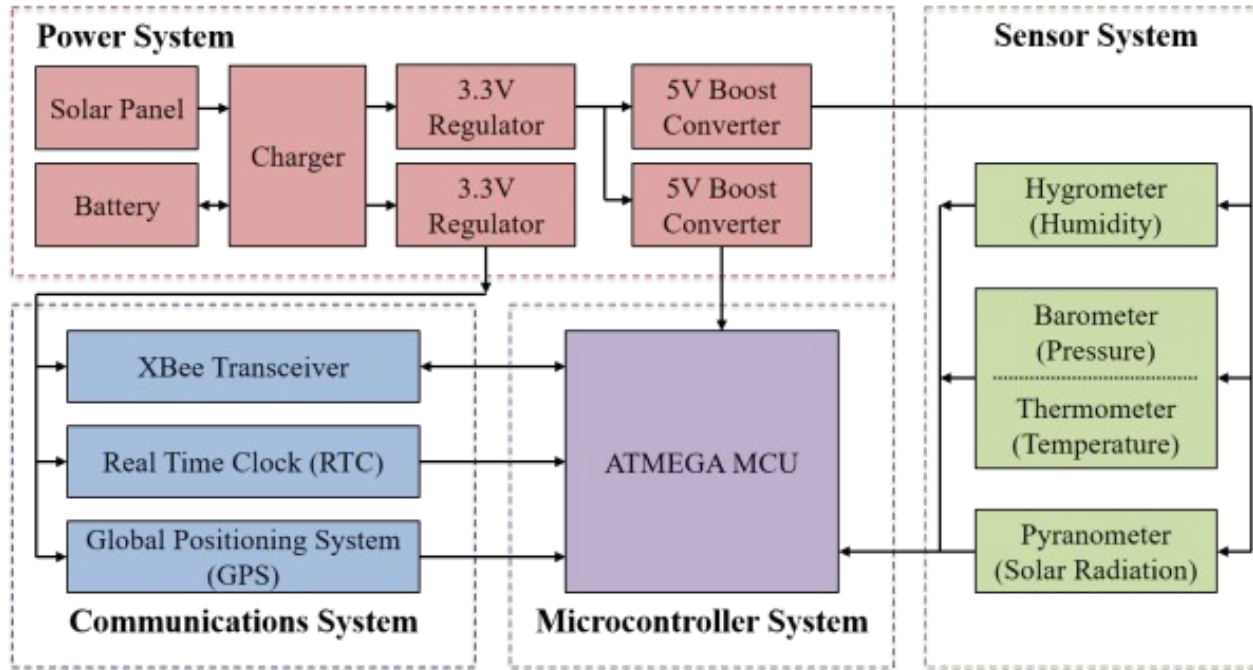 Power System
Solar Panel
Battery
Charger
3.3V
Regulator
3.3V
Regulator
5V Boost
Converter
5V Boost
Converter
Sensor System
Hygrometer
(Humidity)
Barometer
(Pressure)
Thermometer
(Temperature)
Pyranometer
(Solar Radiation)
XBee Transceiver
Real Time Clock (RTC)
Global Positioning System
(GPS)
Communications System
ATMEGA MCU
Microcontroller System